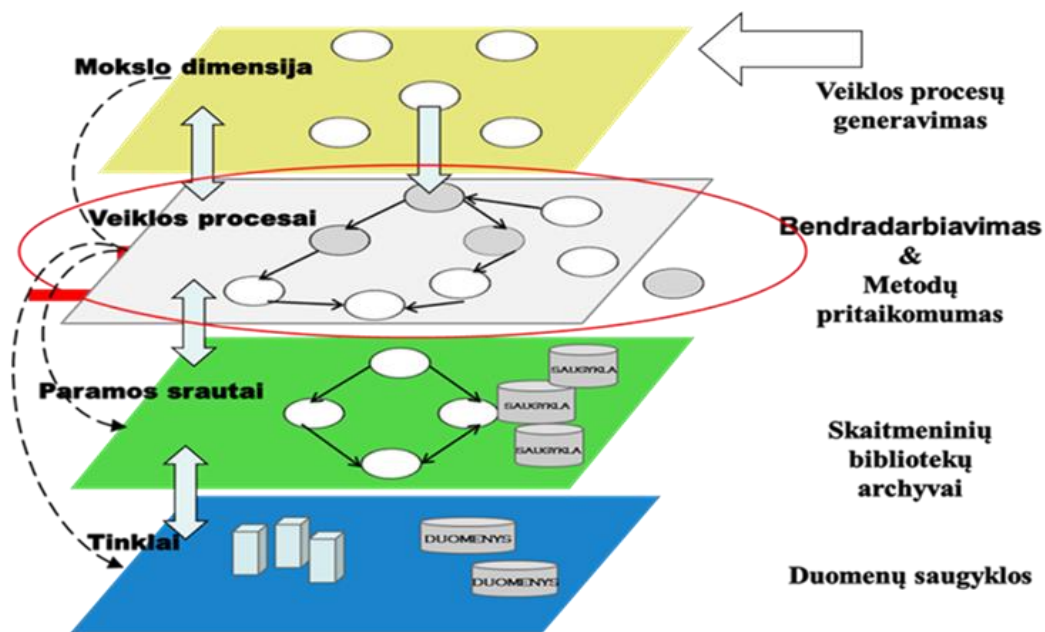 Mokslo dimensija
Veiklos procesų
generavimas
Veiklos procesai
Bendradarbiavimas
&
Metodų
pritaikomumas
Paramos srautai
SAUGYKLA
SAUGYKLA
SAUGYKLA
Skaitmeninių
bibliotekų
archyvai
Tinklai
DUOMENYS
DUOMENYS
Duomenų saugyklos